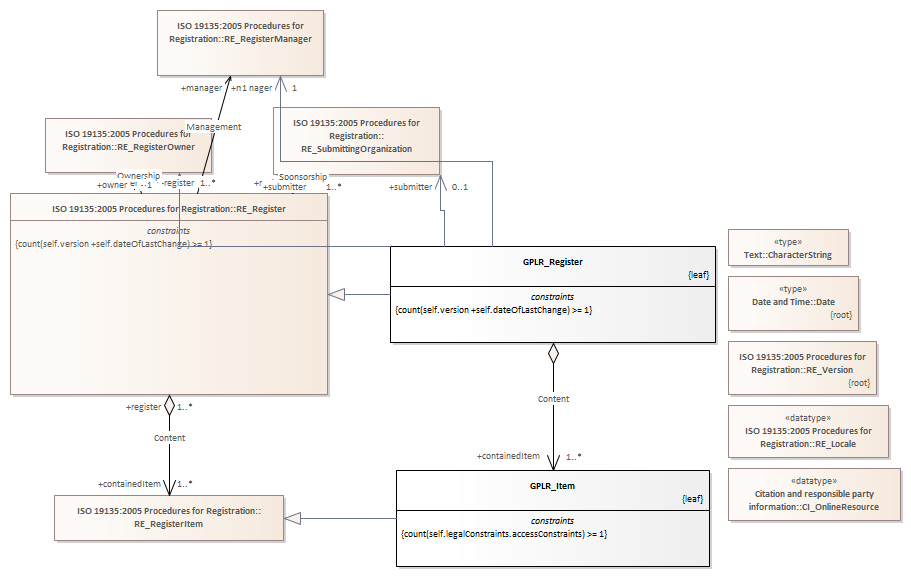 ISO 19135:2005 Procedures for
Registration::RE_RegisterManager
+manager
1
Management
ISO 19135:2005 Procedures for
Registration::RE_RegisterOwner
ISO 19135:2005 Procedures for
Registration::
RE_SubmittingOrganization
Ownership
+owner
1
-register
1..*
Sponsorship
+submitter
1..*
+submitter
0..1
ISO 19135:2005 Procedures for Registration::RE_Register
constraints
{count(self.version +self.dateOfLastChange) >= 1}
GPLR_Register
{leaf}
constraints
{count(self.version +self.dateOfLastChange) >= 1}
«type»
Text::CharacterString
«type»
Date and Time::Date
{root}
ISO 19135:2005 Procedures for
Registration::RE_Version
{root}
«datatype»
ISO 19135:2005 Procedures for
Registration::RE_Locale
«datatype»
Citation and responsible party
information::CI_OnlineResource
+register
1..*
Content
+containedItem
1..*
Content
+containedItem
1..*
ISO 19135:2005 Procedures for Registration::
RE_RegisterItem
GPLR_Item
{leaf}
constraints
{count(self.legalConstraints.accessConstraints) >= 1}